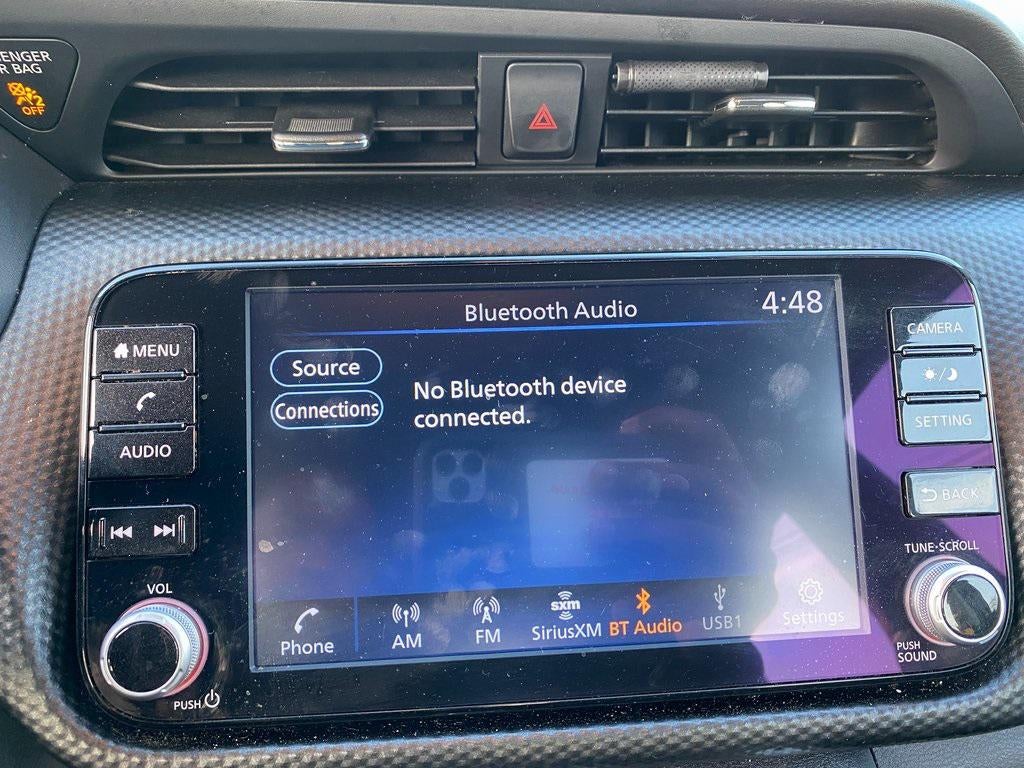 ENGER
R BAG
2
OFF
Bluetooth Audio
4:48
MENU
AUDIO
VOL
PUSH
Source
Connections
No Bluetooth device
connected.
Phone
AM
FM
sxm
SiriusXM
BT Audio
USB1
Settings
CAMERA
SETTING
BACK
TUNE·SCROLL
PUSH
SOUND